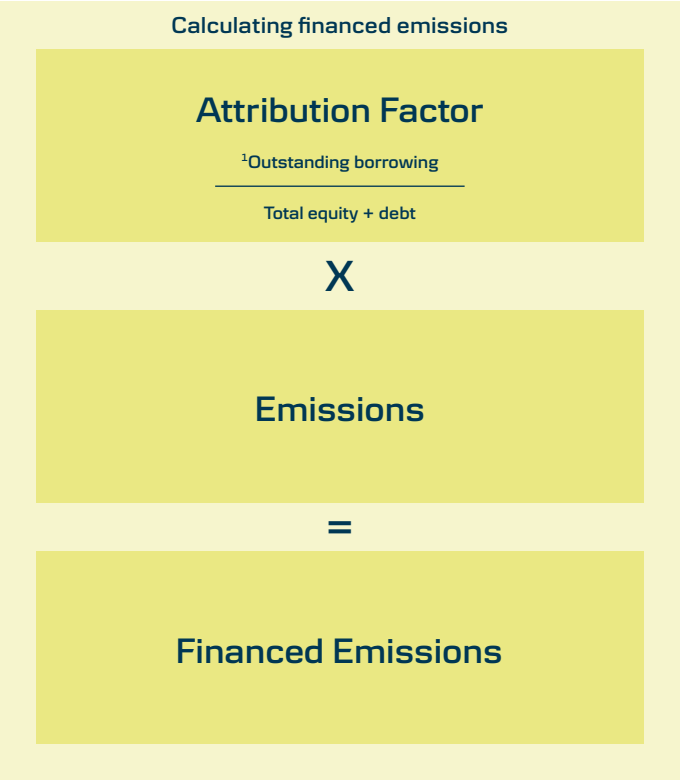 Calculating financed emissions
Attribution Factor
¹Outstanding borrowing
Total equity + debt
X
Emissions
=
Financed Emissions